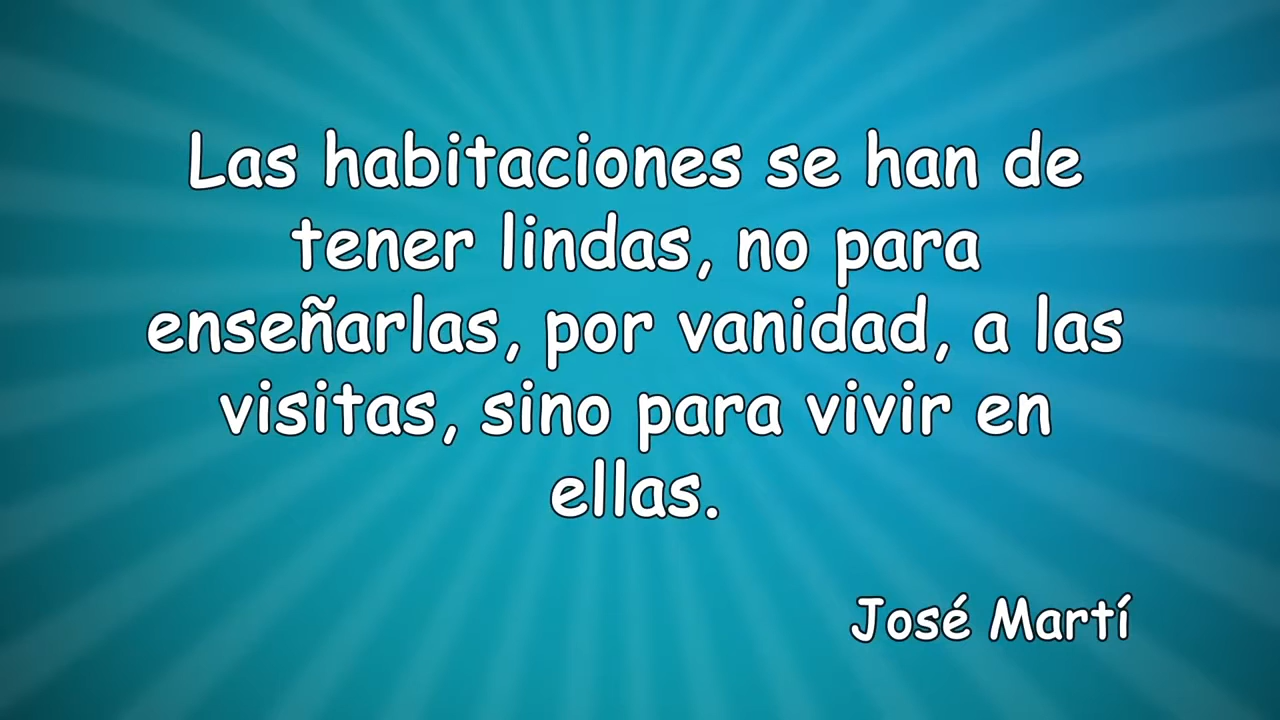 Las habitaciones se han de
tener lindas, no para
enseñarlas, por vanidad, a las
visitas, sino para vivir en
ellas.
José Martí